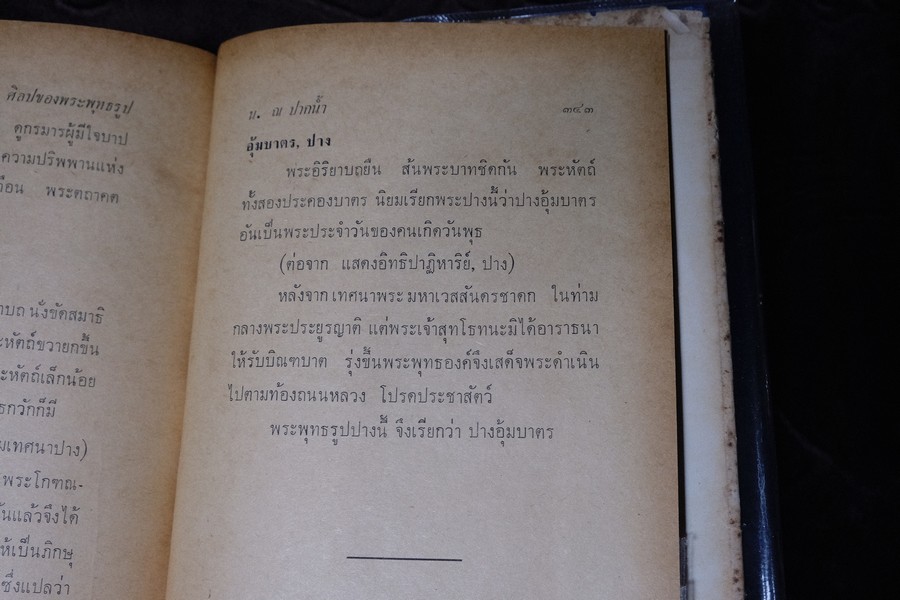 ศิลปของพระพุทธรูป
ดูกรมารผู้มีใจบาป
ความปริพพานแห่ง
พระตถาคต
นั่งขัดสมาธิ
หัตถ์ขวายกขึ้น
หัตถ์เล็กน้อย
เทศนาปาง)
พระโกฑณ-
นแล้วจึงได้
ห้เป็นภิกษุ
ซึ่งแปลว่า
น. ณ ปากน้ำ
๓๔๓
อุ้มบาตร, ปาง
พระอิริยาบถยืน ส้นพระบาทชิดกัน พระหัตถ์
ทั้งสองประคองบาตร นิยมเรียกพระปางนี้ว่าปางอุ้มบาตร
อันเป็นพระประจำวันของคนเกิดวันพุธ
(ต่อจาก แสดงอิทธิปาฏิหาริย์, ปาง)
หลังจากเทศนาพระมหาเวสสันดรชาดก ในท่าม
กลางพระประยูรญาติ แต่พระเจ้าสุทโธทนะมิได้อาราธนา
ให้รับบิณฑบาต รุ่งขึ้นพระพุทธองค์จึงเสด็จพระดำเนิน
ไปตามท้องถนนหลวง โปรดประชาสัตว์
พระพุทธรูปปางนี้ จึงเรียกว่า ปางอุ้มบาตร